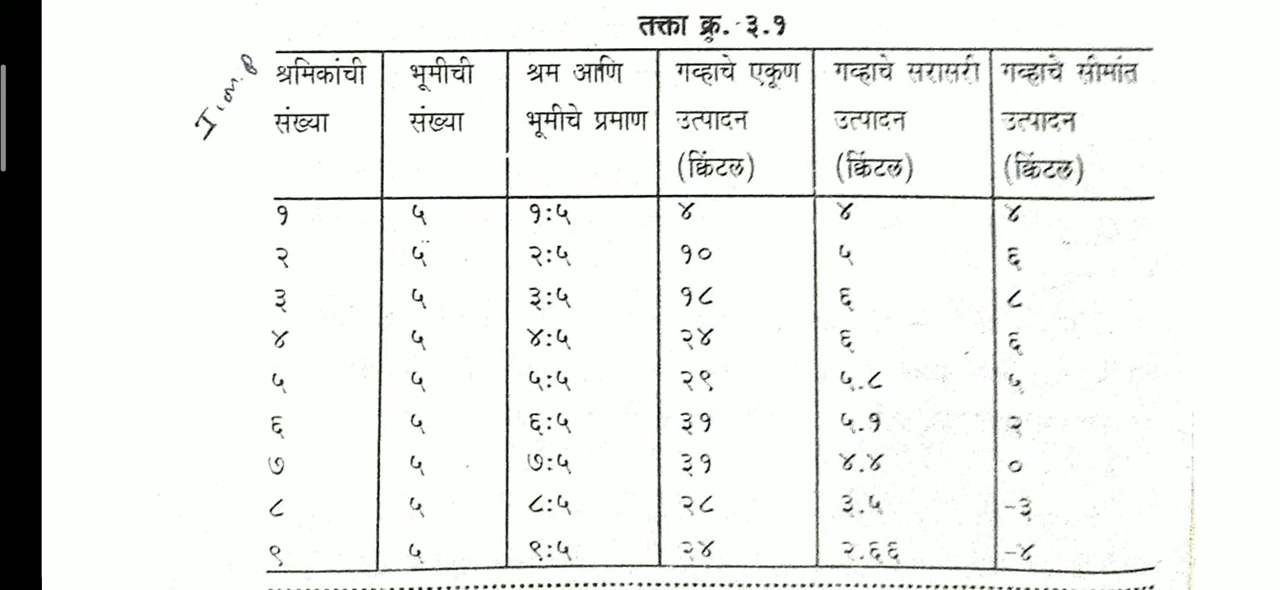 तक्ता क्र. ३.१
श्रमिकांची भूमीची श्रम आणि गव्हाचे एकूण गव्हाचे सरासरी गव्हाचे सीमांत
संख्या संख्या भूमीचे प्रमाण उत्पादन उत्पादन उत्पादन
(क्विंटल) (क्विंटल) (क्विंटल)
१ ५ १:५ ४ ४ ४
२ ५ २:५ १० ५ ६
३ ५ ३:५ १८ ६ ८
४ ५ ४:५ २४ ६ ६
५ ५ ५:५ २९ ५.८ ५
६ ५ ६:५ ३१ ५.१ २
७ ५ ७:५ ३१ ४.४ ०
८ ५ ८:५ २८ ३.५ -३
९ ५ ९:५ २४ २.६६ -४